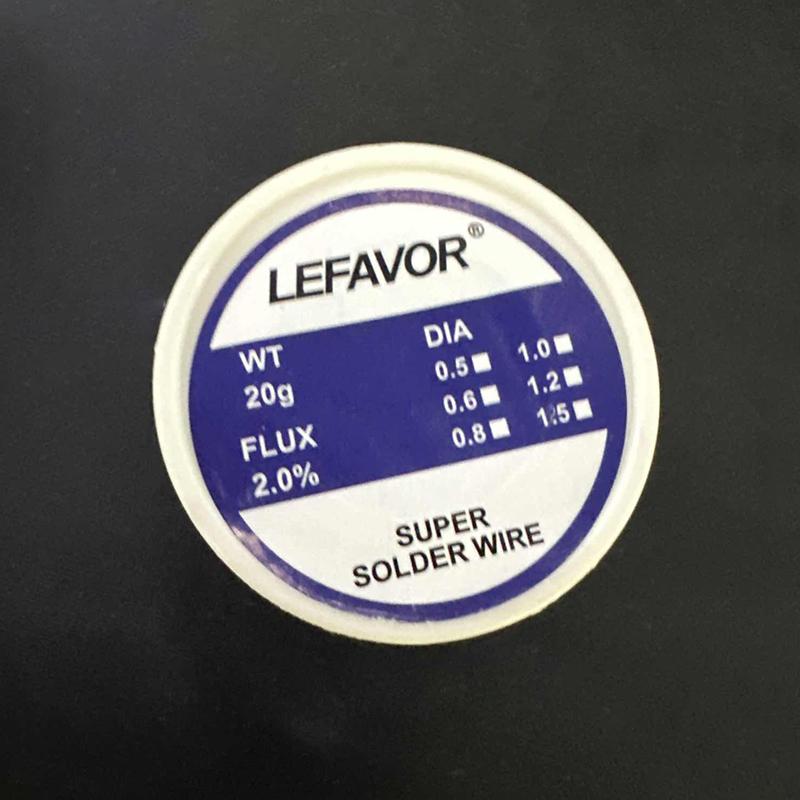 LEFAVOR®
WT
20g
FLUX
2.0%
DIA
0.5 1.0
0.6 1.2
0.8 1.5
SUPER
SOLDER WIRE